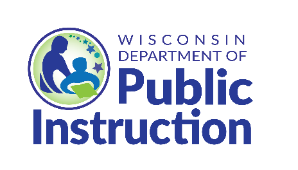 WISCONSIN
DEPARTMENT OF
Public
Instruction